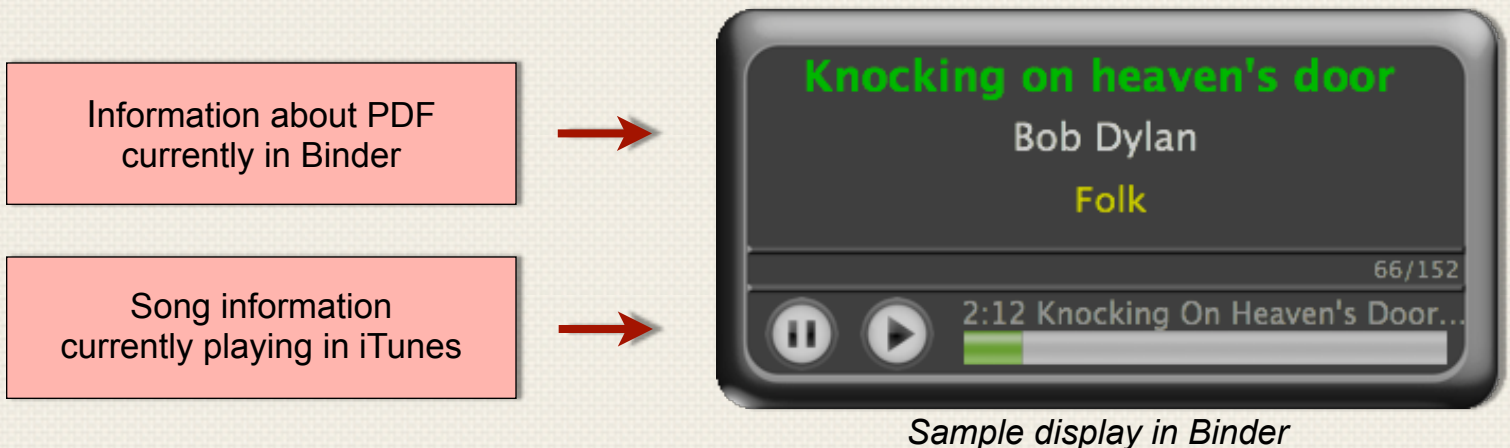 Information about PDF
currently in Binder
Song information
currently playing in iTunes
Knocking on heaven's door
Bob Dylan
Folk
66/152
2:12 Knocking On Heaven's Door...
Sample display in Binder